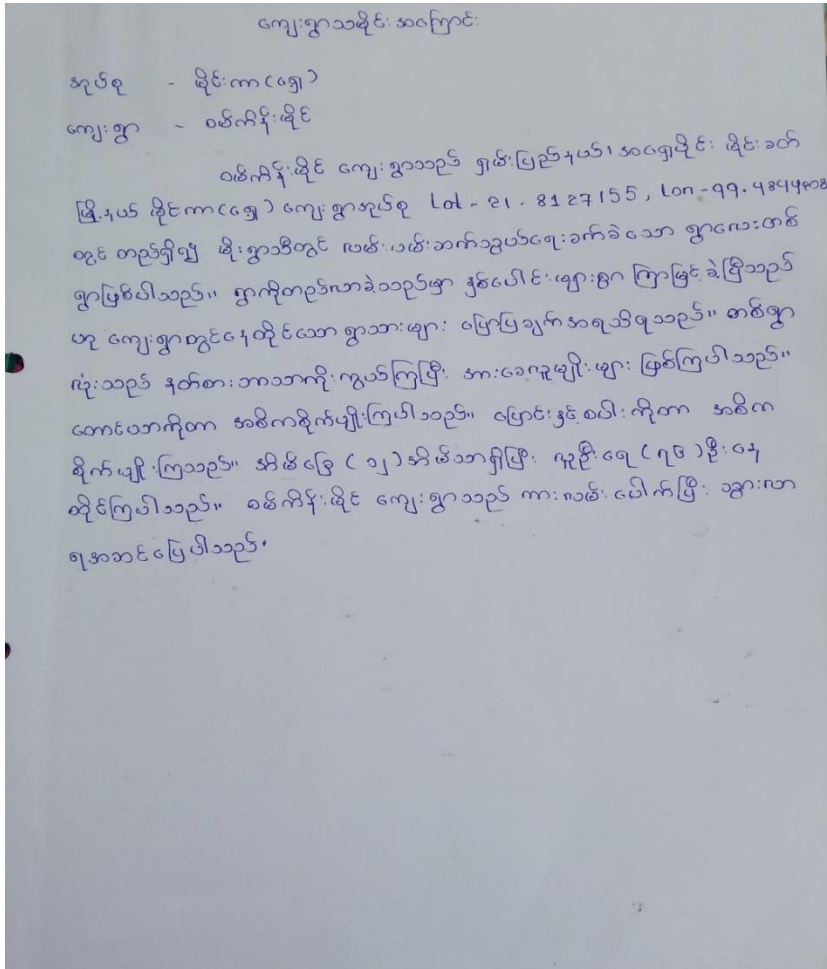 ကျေးရွာသမိုင်းအကြောင်း
အုပ်စု - မိုင်းကာ(ရှေ့)
ကျေးရွာ - ဝမ်ကိန်းမိုင်
ဝမ်ကိန်းမိုင် ကျေးရွာသည် ရှမ်းပြည်နယ်၊ အရှေ့ပိုင်း မိုင်းခတ်
မြို့နယ် မိုင်းကာ(ရှေ့) ကျေးရွာအုပ်စု Lat - 21. 8127155, Lon - 99.
တွင် တည်ရှိ၍ မိုးရွာသီတွင် လမ်းပမ်းဆက်သွယ်ရေးခက်ခဲသော ရွာလေးတစ်
ရွာဖြစ်ပါသည်။ ရွာကိုတည်လာခဲ့သည်မှာ နှစ်ပေါင်းများစွာ ကြာမြင့်ခဲ့ပြီသည်
ဟု ကျေးရွာတွင်နေထိုင်သောရွာသားများ ပြောပြချက်အရသိရသည်။ တစ်ရွာ
လုံးသည် နတ်စားဘာသာကိုးကွယ်ကြပြီး အားခေလူမျိုးများ ဖြစ်ကြပါသည်။
တောင်ယာကိုတာ အဓိကစိုက်ပျိုးကြပါသည်။ ပြောင်းနှင့်စပါးကိုတာ အဓိက
စိုက်ပျိုးကြသည်။ အိမ်ခြေ (၁၂)အိမ်သာရှိပြီး လူဦးရေ (၇၆)ဦးနေ
ထိုင်ကြပါသည်။ ဝမ်ကိန်းမိုင် ကျေးရွာသည် ကားလမ်းပေါက်ပြီး သွားလာ
ရအဆင်ပြေပါသည်။